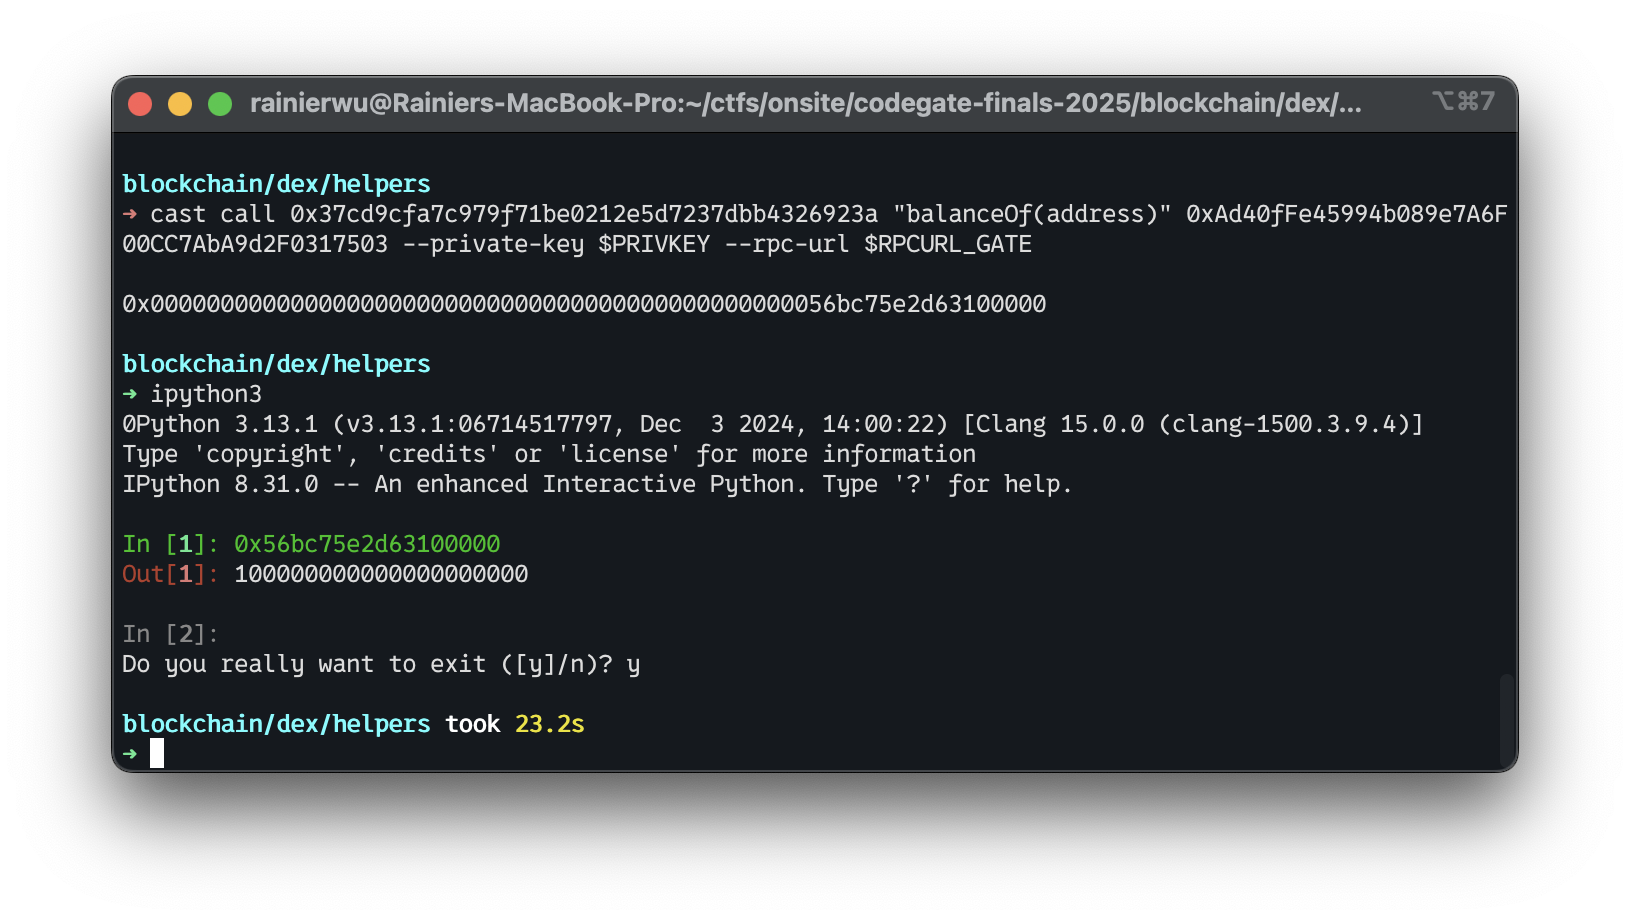 rainierwu@Rainiers-MacBook-Pro:~/ctfs/onsite/codegate-finals-2025/blockchain/dex/... ⌥⌘7
blockchain/dex/helpers
→ cast call 0x37cd9cfa7c979f71be0212e5d7237dbb4326923a "balanceOf(address)" 0xAd40fFe45994b089e7A6F
00CC7AbA9d2F0317503 --private-key $PRIVKEY --rpc-url $RPCURL_GATE
0x0000000000000000000000000000000000000000000000056bc75e2d63100000
blockchain/dex/helpers
→ ipython3
0Python 3.13.1 (v3.13.1:06714517797, Dec  3 2024, 14:00:22) [Clang 15.0.0 (clang-1500.3.9.4)]
Type 'copyright', 'credits' or 'license' for more information
IPython 8.31.0 -- An enhanced Interactive Python. Type '?' for help.
In [1]: 0x56bc75e2d63100000
Out[1]: 100000000000000000000
In [2]:
Do you really want to exit ([y]/n)? y
blockchain/dex/helpers took 23.2s
→